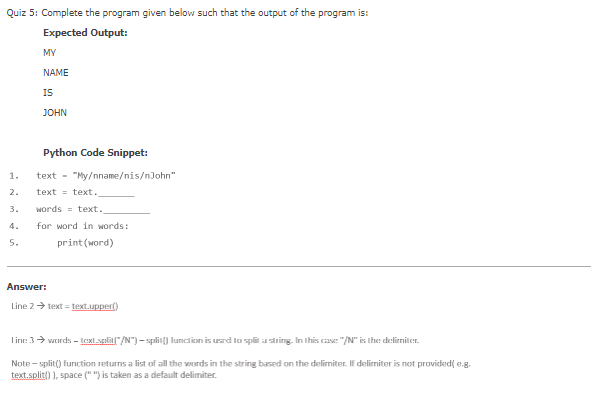 Quiz 5: Complete the program given below such that the output of the program is:
Expected Output:
MY
NAME
IS
JOHN
Python Code Snippet:
1. text = "My/nname/nis/nJohn"
2. text = text._______
3. words = text._________
4. for word in words:
5. print(word)
Answer:
Line 2 → text = text.upper()
Line 3 → words = text.split("/N") – split() function is used to split a string. In this case "/N" is the delimiter.
Note – split() function returns a list of all the words in the string based on the delimiter. If delimiter is not provided( e.g.
text.split() ), space (" ") is taken as a default delimiter.